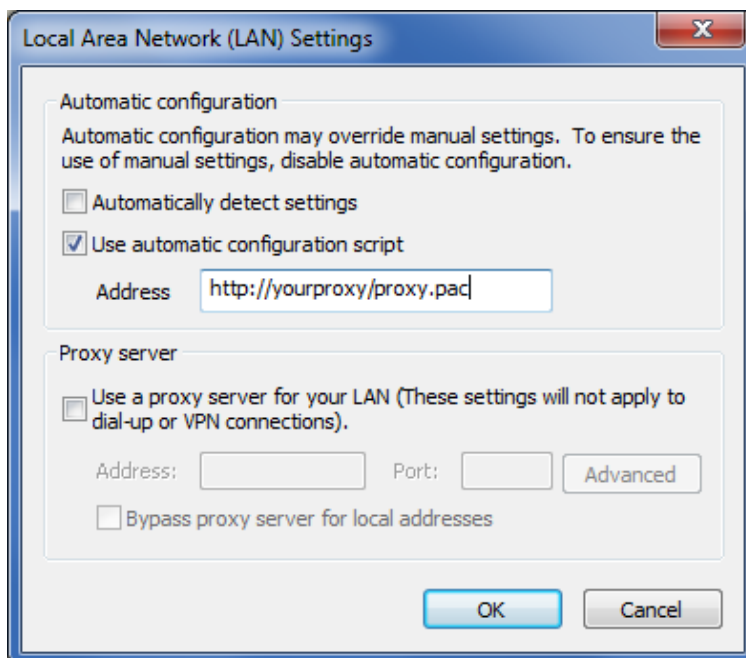 Local Area Network (LAN) Settings
Automatic configuration
Automatic configuration may override manual settings.  To ensure the
use of manual settings, disable automatic configuration.
Automatically detect settings
Use automatic configuration script
Address http://yourproxy/proxy.pac
Proxy server
Use a proxy server for your LAN (These settings will not apply to
dial-up or VPN connections).
Address: Port: Advanced
Bypass proxy server for local addresses
OK Cancel